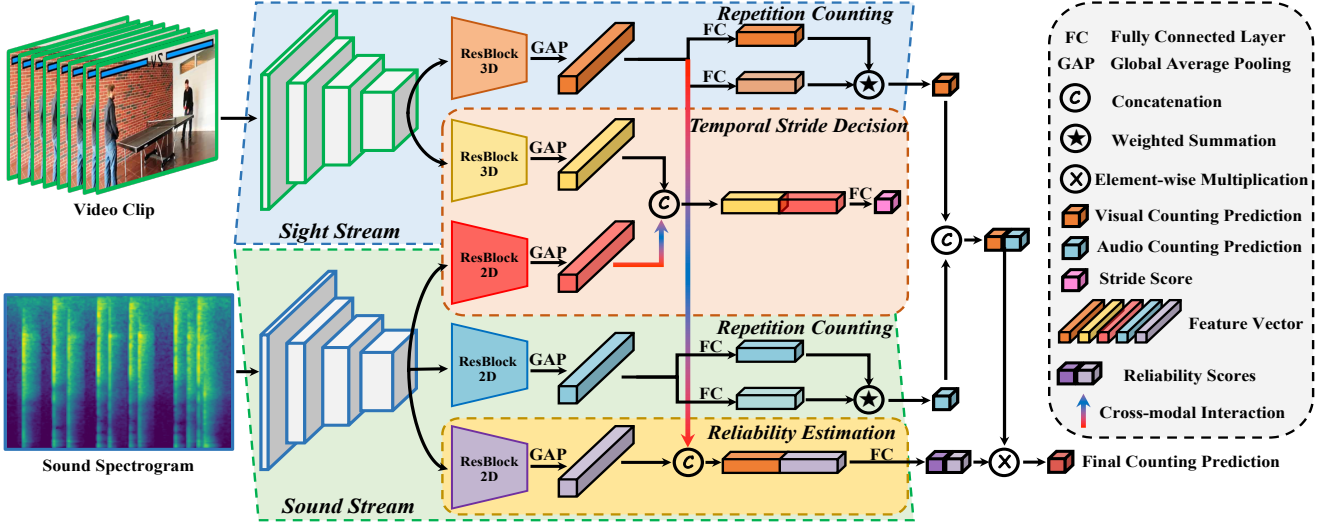 Repetition Counting
ResBlock
3D
GAP
FC
FC
VS
Video Clip
Temporal Stride Decision
ResBlock
3D
GAP
C
FC
Sight Stream
ResBlock
2D
GAP
Repetition Counting
ResBlock
2D
GAP
FC
FC
Sound Spectrogram
Reliability Estimation
ResBlock
2D
GAP
C
FC
Sound Stream
C
X
Final Counting Prediction
FC Fully Connected Layer
GAP Global Average Pooling
C Concatenation
Weighted Summation
X Element-wise Multiplication
Visual Counting Prediction
Audio Counting Prediction
Stride Score
Feature Vector
Reliability Scores
Cross-modal Interaction